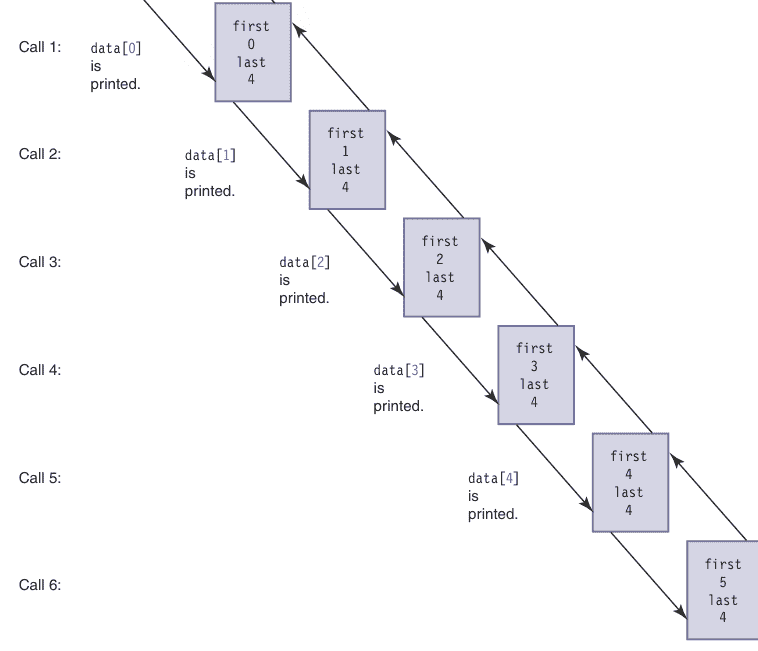 Call 1:
data[0]
is
printed.
first
0
last
4
Call 2:
data[1]
is
printed.
first
1
last
4
Call 3:
data[2]
is
printed.
first
2
last
4
Call 4:
data[3]
is
printed.
first
3
last
4
Call 5:
data[4]
is
printed.
first
4
last
4
Call 6:
first
5
last
4